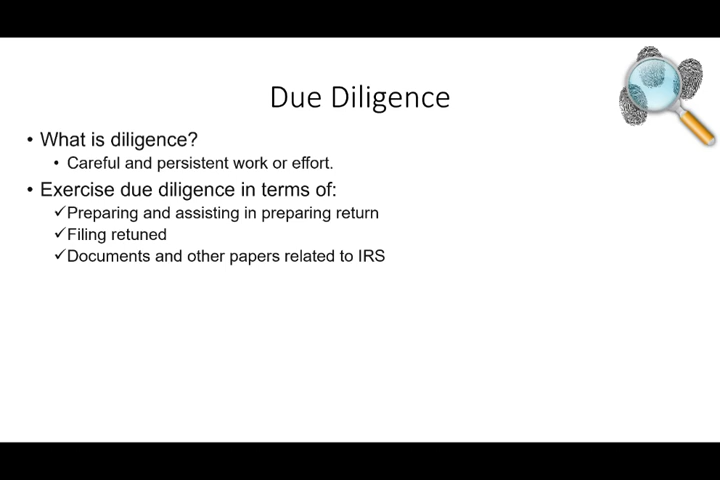 Due Diligence
• What is diligence?
• Careful and persistent work or effort.
• Exercise due diligence in terms of:
✓Preparing and assisting in preparing return
✓Filing retuned
✓Documents and other papers related to IRS